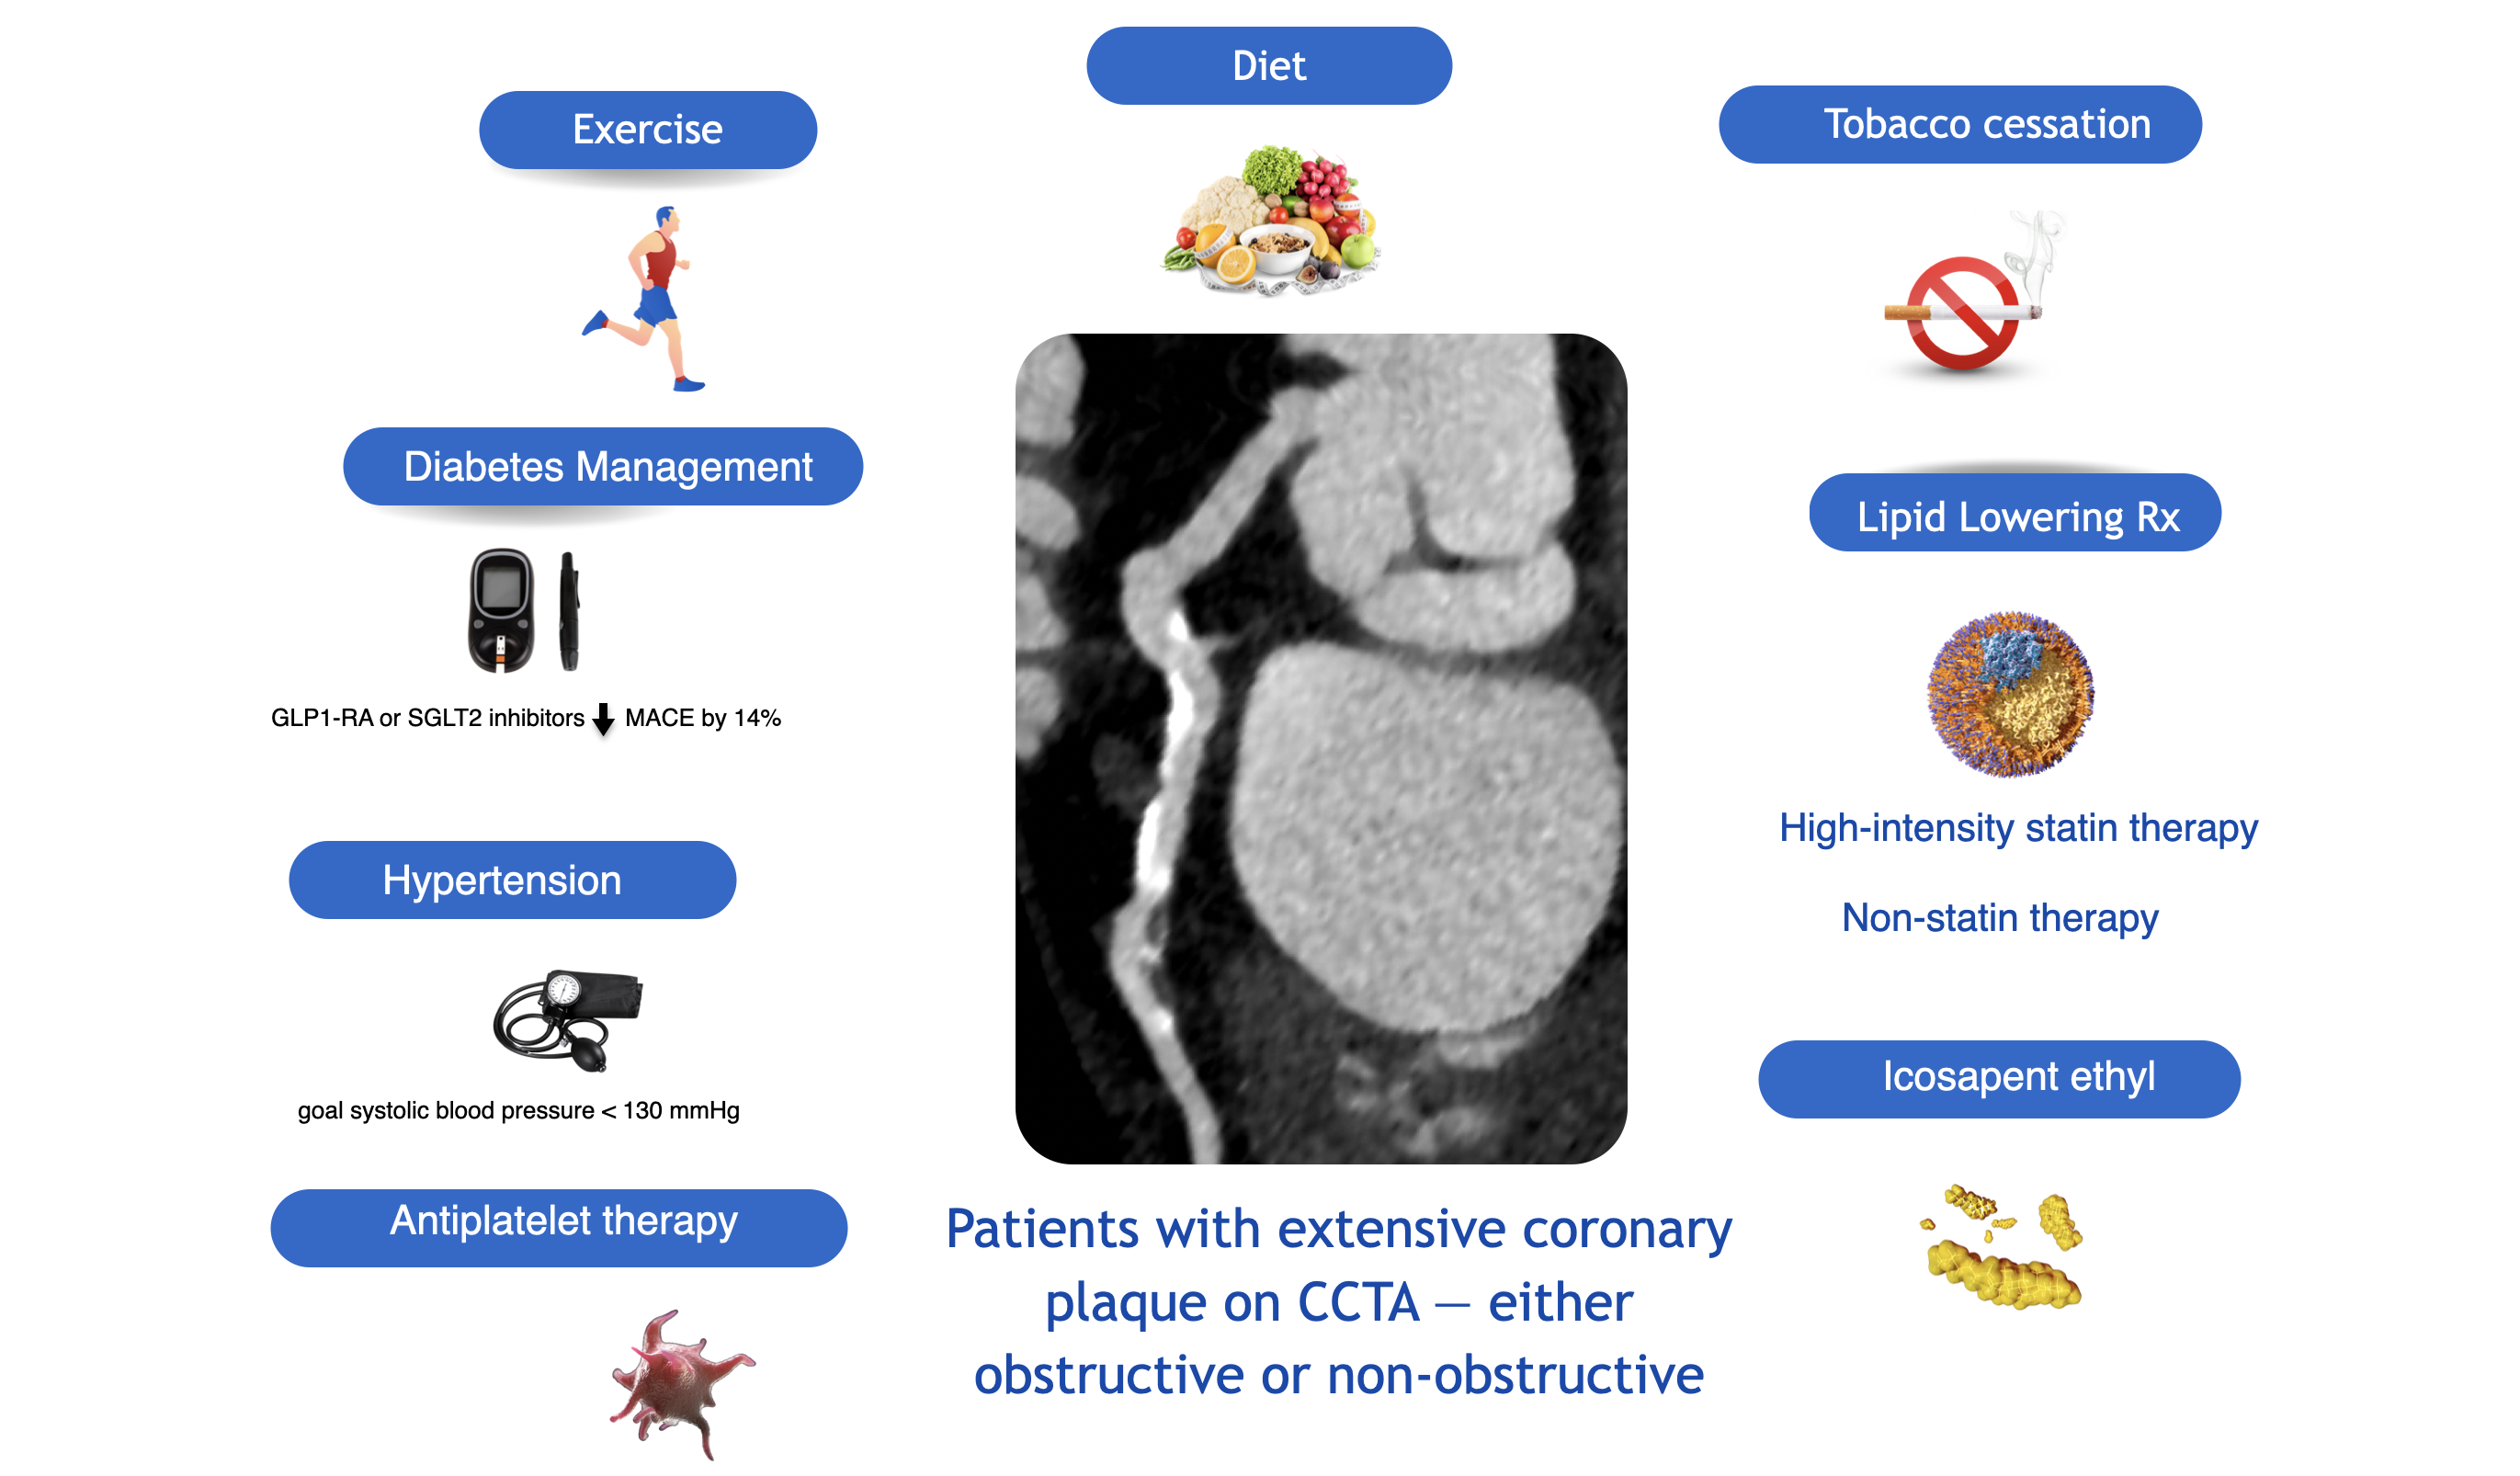 Diet
Exercise
Tobacco cessation
Diabetes Management
GLP1-RA or SGLT2 inhibitors MACE by 14%
Lipid Lowering Rx
High-intensity statin therapy
Non-statin therapy
Hypertension
goal systolic blood pressure < 130 mmHg
Icosapent ethyl
Antiplatelet therapy
Patients with extensive coronary
plaque on CCTA — either
obstructive or non-obstructive